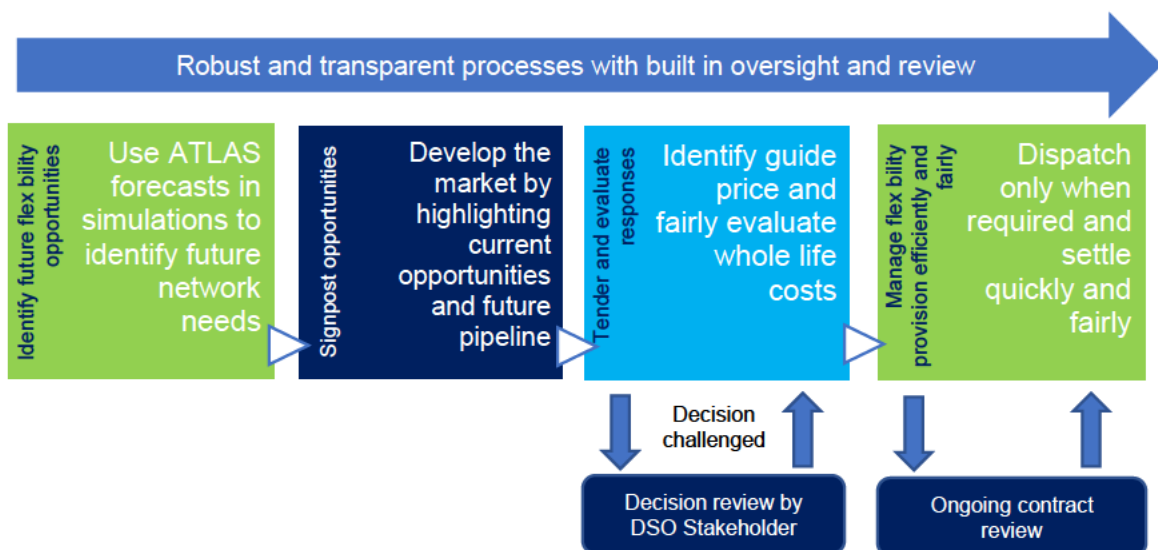 Robust and transparent processes with built in oversight and review
Identify future flex bility
opportunities
Use ATLAS
forecasts in
simulations to
identify future
network
needs
Signpost opportunities
Develop the
market by
highlighting
current
opportunities
and future
pipeline
Tender and evaluate
responses
Identify guide
price and
fairly evaluate
whole life
costs
Manage flex bility
provision efficiently and
fairly
Dispatch
only when
required and
settle
quickly and
fairly
Decision
challenged
Decision review by
DSO Stakeholder
Ongoing contract
review